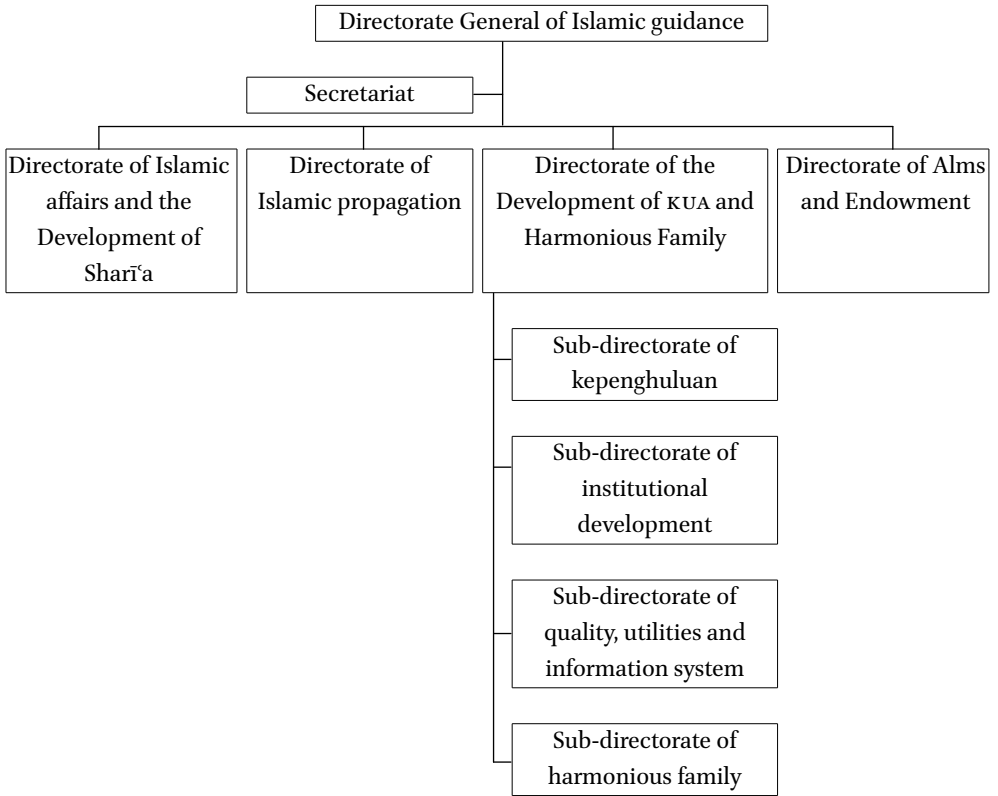 Directorate General of Islamic guidance
Secretariat
Directorate of Islamic
affairs and the
Development of
Sharīʿa
Directorate of
Islamic propagation
Directorate of the
Development of KUA and
Harmonious Family
Directorate of Alms
and Endowment
Sub-directorate of
kepenghuluan
Sub-directorate of
institutional
development
Sub-directorate of
quality, utilities and
information system
Sub-directorate of
harmonious family